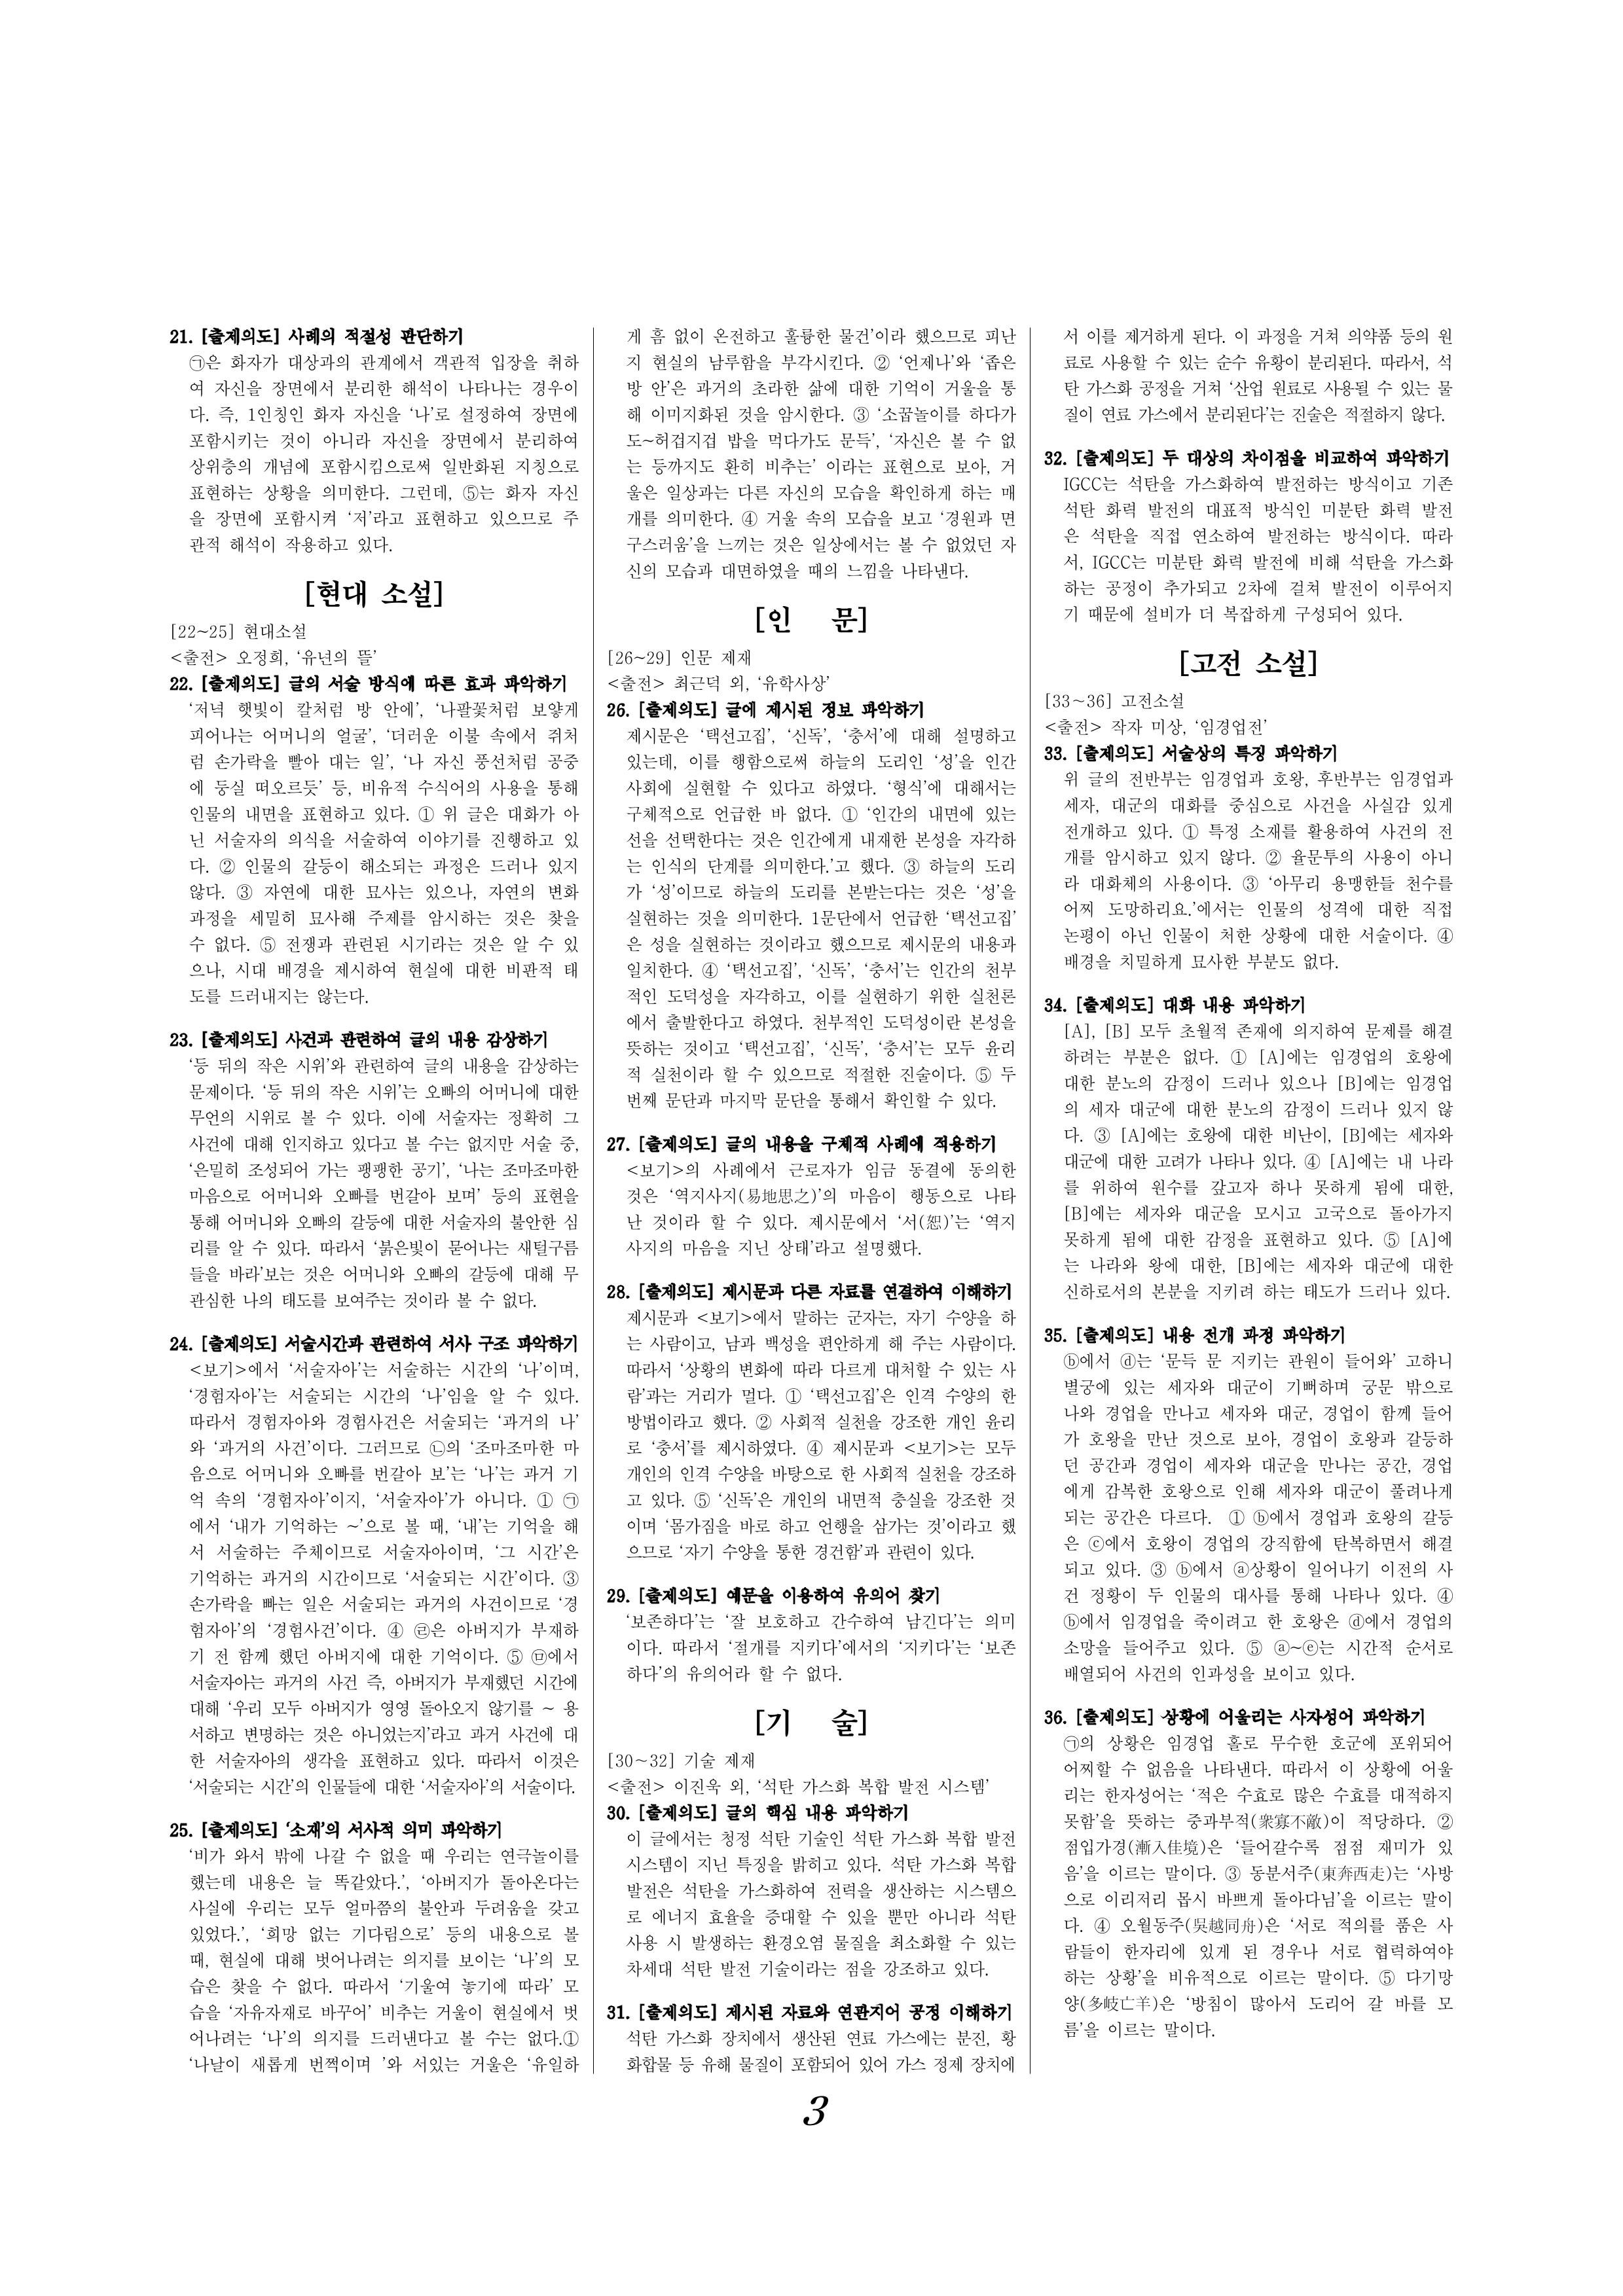 21. [출제의도] 사례의 적절성 판단하기
㉠은 화자가 대상과의 관계에서 객관적 입장을 취하
여 자신을 장면에서 분리한 해석이 나타나는 경우이
다. 즉, 1인칭인 화자 자신을 ‘나’로 설정하여 장면에
포함시키는 것이 아니라 자신을 장면에서 분리하여
상위층의 개념에 포함시킴으로써 일반화된 지칭으로
표현하는 상황을 의미한다. 그런데, ⑤는 화자 자신
을 장면에 포함시켜 ‘저’라고 표현하고 있으므로 주
관적 해석이 작용하고 있다.
[현대 소설]
[22~25] 현대소설
<출전> 오정희, ‘유년의 뜰’
22. [출제의도] 글의 서술 방식에 따른 효과 파악하기
‘저녁 햇빛이 칼처럼 방 안에’, ‘나팔꽃처럼 보얗게
피어나는 어머니의 얼굴’, ‘더러운 이불 속에서 쥐처
럼 손가락을 빨아 대는 일’, ‘나 자신 풍선처럼 공중
에 둥실 떠오르듯’ 등, 비유적 수식어의 사용을 통해
인물의 내면을 표현하고 있다. ① 위 글은 대화가 아
닌 서술자의 의식을 서술하여 이야기를 진행하고 있
다. ② 인물의 갈등이 해소되는 과정은 드러나 있지
않다. ③ 자연에 대한 묘사는 있으나, 자연의 변화
과정을 세밀히 묘사해 주제를 암시하는 것은 찾을
수 없다. ⑤ 전쟁과 관련된 시기라는 것은 알 수 있
으나, 시대 배경을 제시하여 현실에 대한 비판적 태
도를 드러내지는 않는다.
23. [출제의도] 사건과 관련하여 글의 내용 감상하기
‘등 뒤의 작은 시위’와 관련하여 글의 내용을 감상하는
문제이다. ‘등 뒤의 작은 시위’는 오빠의 어머니에 대한
무언의 시위로 볼 수 있다. 이에 서술자는 정확히 그
사건에 대해 인지하고 있다고 볼 수는 없지만 서술 중,
‘은밀히 조성되어 가는 팽팽한 공기’, ‘나는 조마조마한
마음으로 어머니와 오빠를 번갈아 보며’ 등의 표현을
통해 어머니와 오빠의 갈등에 대한 서술자의 불안한 심
리를 알 수 있다. 따라서 ‘붉은빛이 묻어나는 새털구름
들을 바라’보는 것은 어머니와 오빠의 갈등에 대해 무
관심한 나의 태도를 보여주는 것이라 볼 수 없다.
24. [출제의도] 서술시간과 관련하여 서사 구조 파악하기
<보기>에서 ‘서술자아’는 서술하는 시간의 ‘나’이며,
‘경험자아’는 서술되는 시간의 ‘나’임을 알 수 있다.
따라서 경험자아와 경험사건은 서술되는 ‘과거의 나’
와 ‘과거의 사건’이다. 그러므로 ㉡의 ‘조마조마한 마
음으로 어머니와 오빠를 번갈아 보’는 ‘나’는 과거 기
억 속의 ‘경험자아’이지, ‘서술자아’가 아니다. ① ㉠
에서 ‘내가 기억하는 ~’으로 볼 때, ‘내’는 기억을 해
서 서술하는 주체이므로 서술자아이며, ‘그 시간’은
기억하는 과거의 시간이므로 ‘서술되는 시간’이다. ③
손가락을 빠는 일은 서술되는 과거의 사건이므로 ‘경
험자아’의 ‘경험사건’이다. ④ ㉣은 아버지가 부재하
기 전 함께 했던 아버지에 대한 기억이다. ⑤ ㉤에서
서술자아는 과거의 사건 즉, 아버지가 부재했던 시간에
대해 ‘우리 모두 아버지가 영영 돌아오지 않기를 ~ 용
서하고 변명하는 것은 아니었는지’라고 과거 사건에 대
한 서술자아의 생각을 표현하고 있다. 따라서 이것은
‘서술되는 시간’의 인물들에 대한 ‘서술자아’의 서술이다.
25. [출제의도] ‘소재’의 서사적 의미 파악하기
‘비가 와서 밖에 나갈 수 없을 때 우리는 연극놀이를
했는데 내용은 늘 똑같았다.’, ‘아버지가 돌아온다는
사실에 우리는 모두 얼마쯤의 불안과 두려움을 갖고
있었다.’, ‘희망 없는 기다림으로’ 등의 내용으로 볼
때, 현실에 대해 벗어나려는 의지를 보이는 ‘나’의 모
습은 찾을 수 없다. 따라서 ‘기울여 놓기에 따라’ 모
습을 ‘자유자재로 바꾸어’ 비추는 거울이 현실에서 벗
어나려는 ‘나’의 의지를 드러낸다고 볼 수는 없다.①
‘나날이 새롭게 번쩍이며 ’와 서있는 거울은 ‘유일하
게 흠 없이 온전하고 훌륭한 물건’이라 했으므로 피난
지 현실의 남루함을 부각시킨다. ② ‘언제나’와 ‘좁은
방 안’은 과거의 초라한 삶에 대한 기억이 거울을 통
해 이미지화된 것을 암시한다. ③ ‘소꿉놀이를 하다가
도~허겁지겁 밥을 먹다가도 문득’, ‘자신은 볼 수 없
는 등까지도 환히 비추는’ 이라는 표현으로 보아, 거
울은 일상과는 다른 자신의 모습을 확인하게 하는 매
개를 의미한다. ④ 거울 속의 모습을 보고 ‘경원과 면
구스러움’을 느끼는 것은 일상에서는 볼 수 없었던 자
신의 모습과 대면하였을 때의 느낌을 나타낸다.
[인 문]
[26~29] 인문 제재
<출전> 최근덕 외, ‘유학사상’
26. [출제의도] 글에 제시된 정보 파악하기
제시문은 ‘택선고집’, ‘신독’, ‘충서’에 대해 설명하고
있는데, 이를 행함으로써 하늘의 도리인 ‘성’을 인간
사회에 실현할 수 있다고 하였다. ‘형식’에 대해서는
구체적으로 언급한 바 없다. ① ‘인간의 내면에 있는
선을 선택한다는 것은 인간에게 내재한 본성을 자각하
는 인식의 단계를 의미한다.’고 했다. ③ 하늘의 도리
가 ‘성’이므로 하늘의 도리를 본받는다는 것은 ‘성’을
실현하는 것을 의미한다. 1문단에서 언급한 ‘택선고집’
은 성을 실현하는 것이라고 했으므로 제시문의 내용과
일치한다. ④ ‘택선고집’, ‘신독’, ‘충서’는 인간의 천부
적인 도덕성을 자각하고, 이를 실현하기 위한 실천론
에서 출발한다고 하였다. 천부적인 도덕성이란 본성을
뜻하는 것이고 ‘택선고집’, ‘신독’, ‘충서’는 모두 윤리
적 실천이라 할 수 있으므로 적절한 진술이다. ⑤ 두
번째 문단과 마지막 문단을 통해서 확인할 수 있다.
27. [출제의도] 글의 내용을 구체적 사례에 적용하기
<보기>의 사례에서 근로자가 임금 동결에 동의한
것은 ‘역지사지(易地思之)’의 마음이 행동으로 나타
난 것이라 할 수 있다. 제시문에서 ‘서(恕)’는 ‘역지
사지의 마음을 지닌 상태’라고 설명했다.
28. [출제의도] 제시문과 다른 자료를 연결하여 이해하기
제시문과 <보기>에서 말하는 군자는, 자기 수양을 하
는 사람이고, 남과 백성을 편안하게 해 주는 사람이다.
따라서 ‘상황의 변화에 따라 다르게 대처할 수 있는 사
람’과는 거리가 멀다. ① ‘택선고집’은 인격 수양의 한
방법이라고 했다. ② 사회적 실천을 강조한 개인 윤리
로 ‘충서’를 제시하였다. ④ 제시문과 <보기>는 모두
개인의 인격 수양을 바탕으로 한 사회적 실천을 강조하
고 있다. ⑤ ‘신독’은 개인의 내면적 충실을 강조한 것
이며 ‘몸가짐을 바로 하고 언행을 삼가는 것’이라고 했
으므로 ‘자기 수양을 통한 경건함’과 관련이 있다.
29. [출제의도] 예문을 이용하여 유의어 찾기
‘보존하다’는 ‘잘 보호하고 간수하여 남긴다’는 의미
이다. 따라서 ‘절개를 지키다’에서의 ‘지키다’는 ‘보존
하다’의 유의어라 할 수 없다.
[기 술]
[30~32] 기술 제재
<출전> 이진욱 외, ‘석탄 가스화 복합 발전 시스템’
30. [출제의도] 글의 핵심 내용 파악하기
이 글에서는 청정 석탄 기술인 석탄 가스화 복합 발전
시스템이 지닌 특징을 밝히고 있다. 석탄 가스화 복합
발전은 석탄을 가스화하여 전력을 생산하는 시스템으
로 에너지 효율을 증대할 수 있을 뿐만 아니라 석탄
사용 시 발생하는 환경오염 물질을 최소화할 수 있는
차세대 석탄 발전 기술이라는 점을 강조하고 있다.
31. [출제의도] 제시된 자료와 연관지어 공정 이해하기
석탄 가스화 장치에서 생산된 연료 가스에는 분진, 황
화합물 등 유해 물질이 포함되어 있어 가스 정제 장치에
서 이를 제거하게 된다. 이 과정을 거쳐 의약품 등의 원
료로 사용할 수 있는 순수 유황이 분리된다. 따라서, 석
탄 가스화 공정을 거쳐 ‘산업 원료로 사용될 수 있는 물
질이 연료 가스에서 분리된다’는 진술은 적절하지 않다.
32. [출제의도] 두 대상의 차이점을 비교하여 파악하기
IGCC는 석탄을 가스화하여 발전하는 방식이고 기존
석탄 화력 발전의 대표적 방식인 미분탄 화력 발전
은 석탄을 직접 연소하여 발전하는 방식이다. 따라
서, IGCC는 미분탄 화력 발전에 비해 석탄을 가스화
하는 공정이 추가되고 2차에 걸쳐 발전이 이루어지
기 때문에 설비가 더 복잡하게 구성되어 있다.
[고전 소설]
[33~36] 고전소설
<출전> 작자 미상, ‘임경업전’
33. [출제의도] 서술상의 특징 파악하기
위 글의 전반부는 임경업과 호왕, 후반부는 임경업과
세자, 대군의 대화를 중심으로 사건을 사실감 있게
전개하고 있다. ① 특정 소재를 활용하여 사건의 전
개를 암시하고 있지 않다. ② 율문투의 사용이 아니
라 대화체의 사용이다. ③ ‘아무리 용맹한들 천수를
어찌 도망하리요.’에서는 인물의 성격에 대한 직접
논평이 아닌 인물이 처한 상황에 대한 서술이다. ④
배경을 치밀하게 묘사한 부분도 없다.
34. [출제의도] 대화 내용 파악하기
[A], [B] 모두 초월적 존재에 의지하여 문제를 해결
하려는 부분은 없다. ① [A]에는 임경업의 호왕에
대한 분노의 감정이 드러나 있으나 [B]에는 임경업
의 세자 대군에 대한 분노의 감정이 드러나 있지 않
다. ③ [A]에는 호왕에 대한 비난이, [B]에는 세자와
대군에 대한 고려가 나타나 있다. ④ [A]에는 내 나라
를 위하여 원수를 갚고자 하나 못하게 됨에 대한,
[B]에는 세자와 대군을 모시고 고국으로 돌아가지
못하게 됨에 대한 감정을 표현하고 있다. ⑤ [A]에
는 나라와 왕에 대한, [B]에는 세자와 대군에 대한
신하로서의 본분을 지키려 하는 태도가 드러나 있다.
35. [출제의도] 내용 전개 과정 파악하기
ⓑ에서 ⓓ는 ‘문득 문 지키는 관원이 들어와’ 고하니
별궁에 있는 세자와 대군이 기뻐하며 궁문 밖으로
나와 경업을 만나고 세자와 대군, 경업이 함께 들어
가 호왕을 만난 것으로 보아, 경업이 호왕과 갈등하
던 공간과 경업이 세자와 대군을 만나는 공간, 경업
에게 감복한 호왕으로 인해 세자와 대군이 풀려나게
되는 공간은 다르다. ① ⓑ에서 경업과 호왕의 갈등
은 ⓒ에서 호왕이 경업의 강직함에 탄복하면서 해결
되고 있다. ③ ⓑ에서 ⓐ상황이 일어나기 이전의 사
건 정황이 두 인물의 대사를 통해 나타나 있다. ④
ⓑ에서 임경업을 죽이려고 한 호왕은 ⓓ에서 경업의
소망을 들어주고 있다. ⑤ ⓐ~ⓔ는 시간적 순서로
배열되어 사건의 인과성을 보이고 있다.
36. [출제의도] 상황에 어울리는 사자성어 파악하기
㉠의 상황은 임경업 홀로 무수한 호군에 포위되어
어찌할 수 없음을 나타낸다. 따라서 이 상황에 어울
리는 한자성어는 ‘적은 수효로 많은 수효를 대적하지
못함’을 뜻하는 중과부적(衆寡不敵)이 적당하다. ②
점입가경(漸入佳境)은 ‘들어갈수록 점점 재미가 있
음’을 이르는 말이다. ③ 동분서주(東奔西走)는 ‘사방
으로 이리저리 몹시 바쁘게 돌아다님’을 이르는 말이
다. ④ 오월동주(吳越同舟)은 ‘서로 적의를 품은 사
람들이 한자리에 있게 된 경우나 서로 협력하여야
하는 상황’을 비유적으로 이르는 말이다. ⑤ 다기망
양(多岐亡羊)은 ‘방침이 많아서 도리어 갈 바를 모
름’을 이르는 말이다.
3